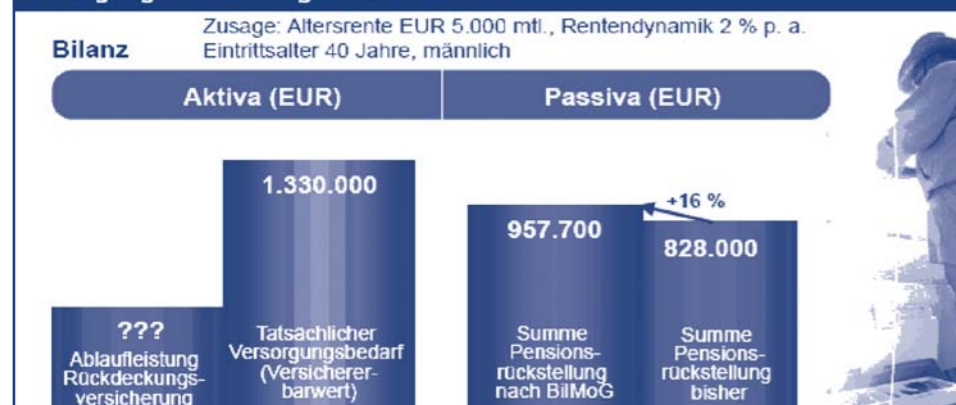 Zusage: Altersrente EUR 5.000 mtl., Rentendynamik 2 % p. a.
Bilanz
Eintrittsalter 40 Jahre, männlich
Aktiva (EUR)
Passiva (EUR)
1.330.000
+16 %
957.700
828.000
???
Ablaufleistung
Rückdeckungs-
versicherung
Tatsächlicher
Versorgungsbedarf
(Versicherer-
barwert)
Summe
Pensions-
rückstellung
nach BilMoG
Summe
Pensions-
rückstellung
bisher